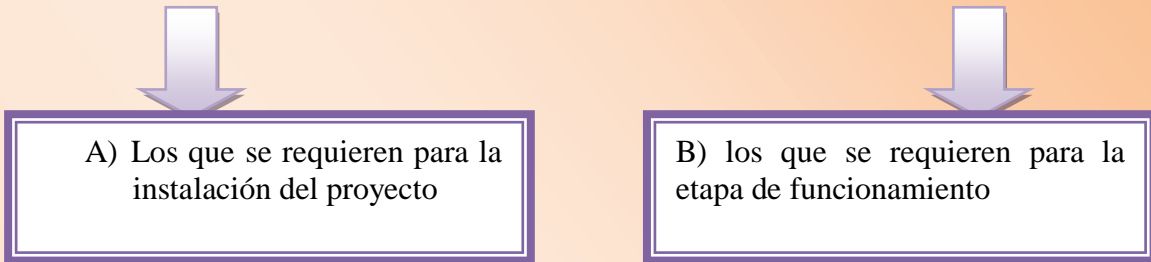 A) Los que se requieren para la
instalación del proyecto
B) los que se requieren para la
etapa de funcionamiento